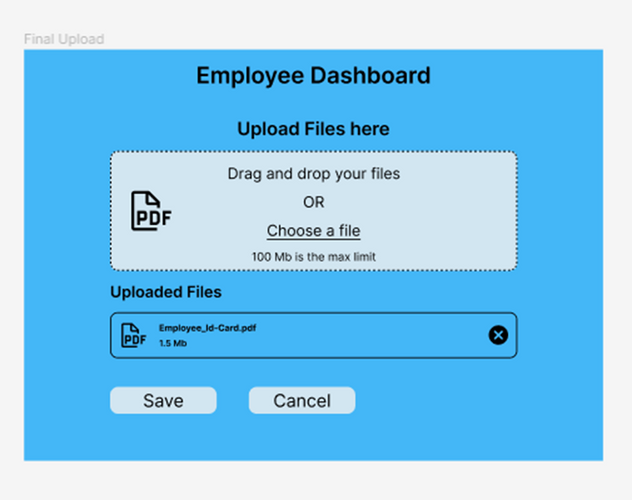 Final Upload
Employee Dashboard
Upload Files here
Drag and drop your files
OR
PDF
Choose a file
100 Mb is the max limit
Uploaded Files
PDF
Employee_Id-Card.pdf
1.5 Mb
Save
Cancel